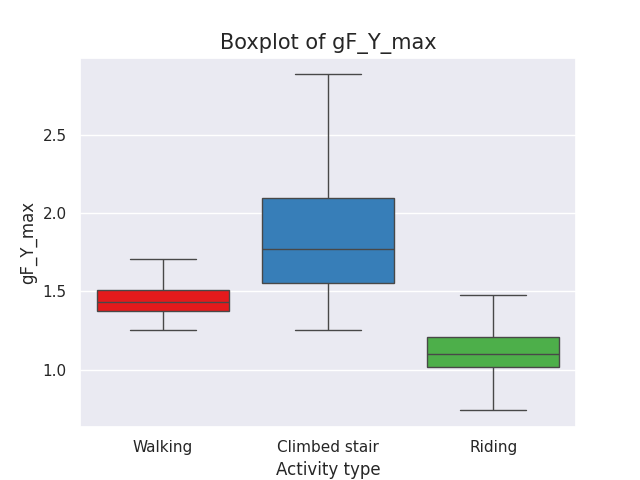 Boxplot of gF_Y_max
gF_Y_max
2.5
2.0
1.5
1.0
Walking
Climbed stair
Riding
Activity type